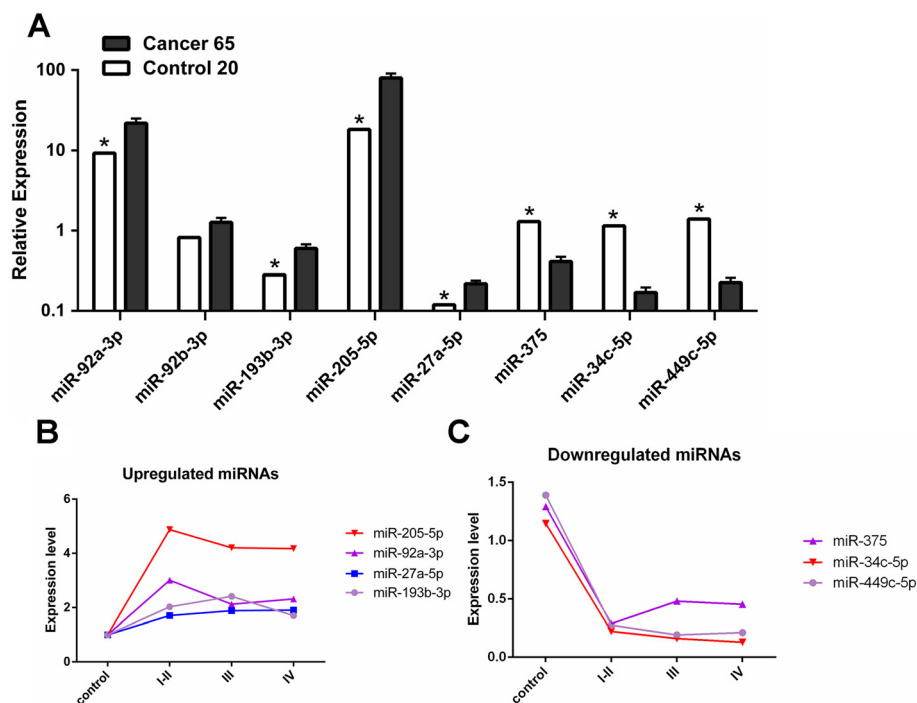 A
Cancer 65
Control 20
Relative Expression
100
10
1
0.1
* * * * * * *
miR-92a-3p
miR-92b-3p
miR-193b-3p
miR-205-5p
miR-27a-5p
miR-375
miR-34c-5p
miR-449c-5p
B
Upregulated miRNAs
Expression level
6
4
2
0
control
I-II
III
IV
miR-205-5p
miR-92a-3p
miR-27a-5p
miR-193b-3p
C
Downregulated miRNAs
Expression level
1.5
1.0
0.5
0.0
control
I-II
III
IV
miR-375
miR-34c-5p
miR-449c-5p